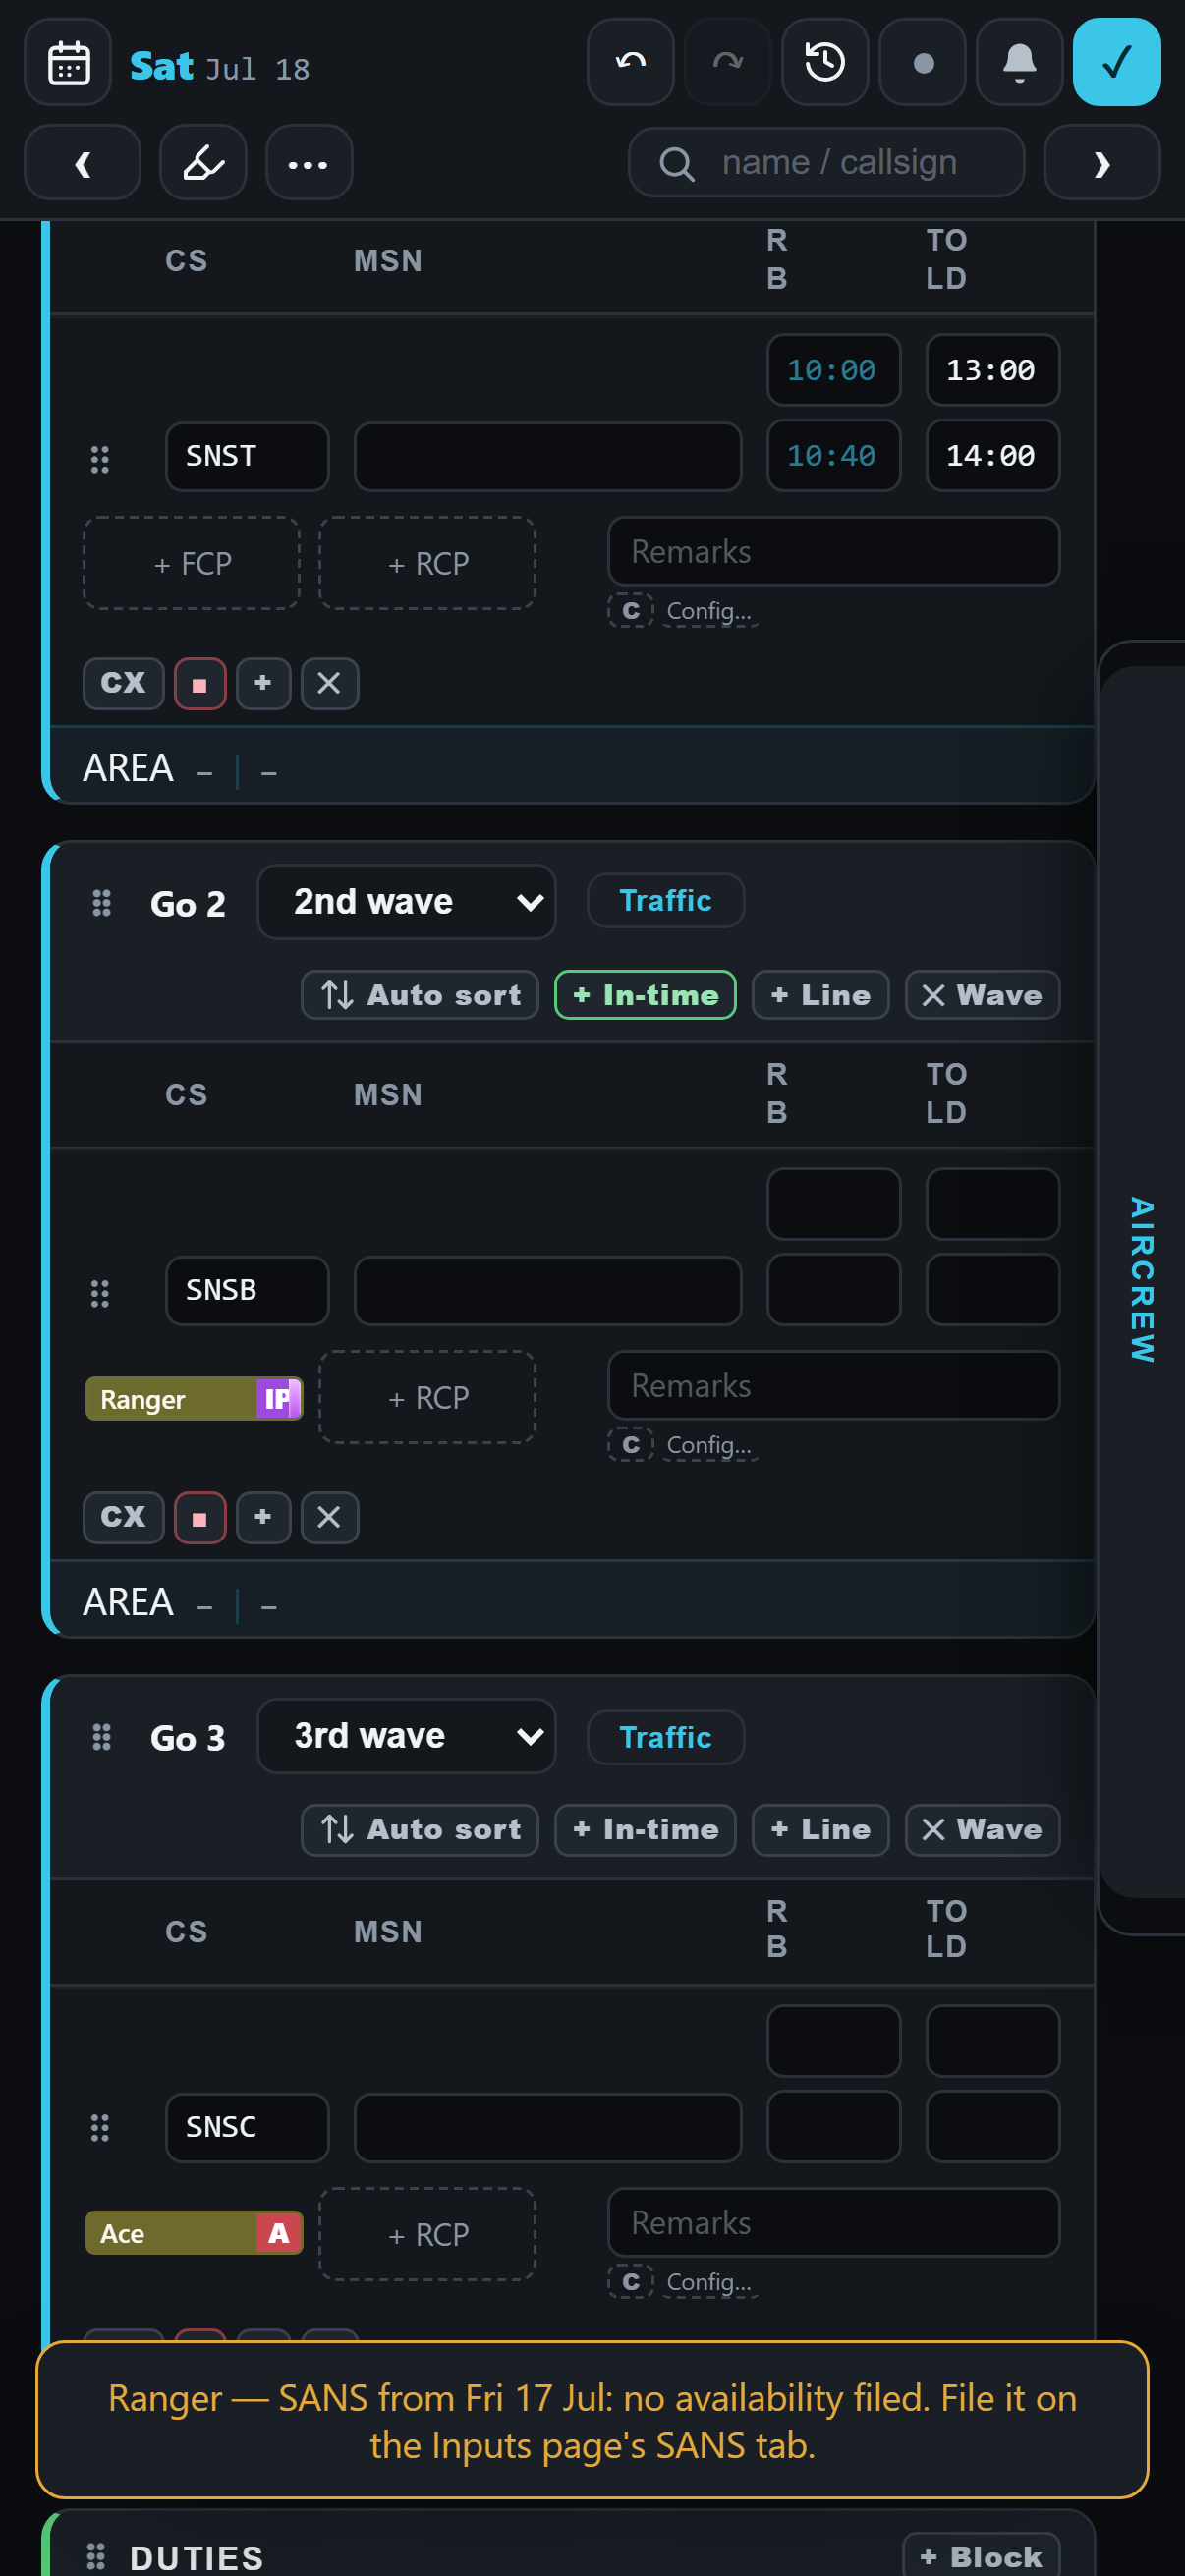 Sat Jul 18
name / callsign
CS MSN R TO
B LD
10:00 13:00
SNST 10:40 14:00
+ FCP + RCP Remarks
C Config...
CX + ×
AREA – | –
Go 2 2nd wave Traffic
Auto sort + In-time + Line × Wave
CS MSN R TO
B LD
SNSB
Ranger IP + RCP Remarks
C Config...
CX + ×
AREA – | –
AIRCREW
Go 3 3rd wave Traffic
Auto sort + In-time + Line × Wave
CS MSN R TO
B LD
SNSC
Ace A + RCP Remarks
C Config...
Ranger — SANS from Fri 17 Jul: no availability filed. File it on
the Inputs page's SANS tab.
DUTIES + Block